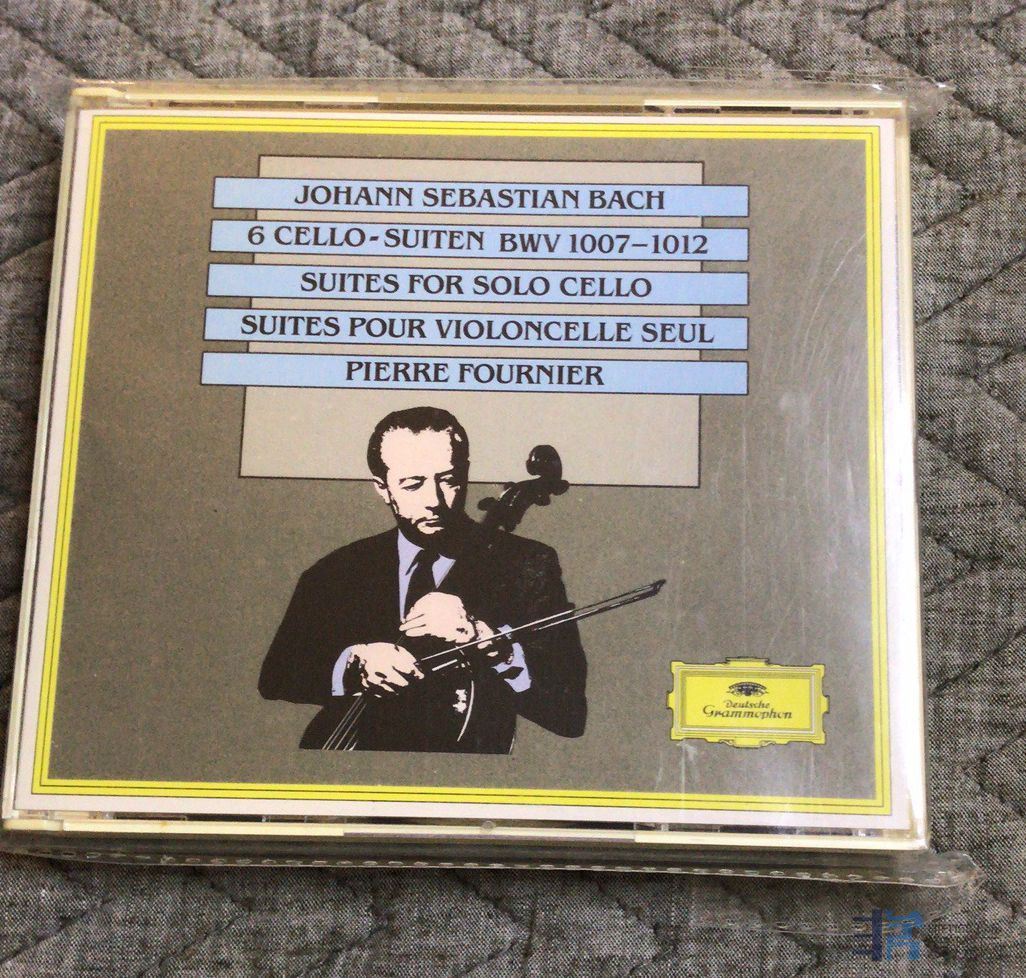 JOHANN SEBASTIAN BACH
6 CELLO-SUITEN BWV 1007–1012
SUITES FOR SOLO CELLO
SUITES POUR VIOLONCELLE SEUL
PIERRE FOURNIER
Deutsche
Grammophon